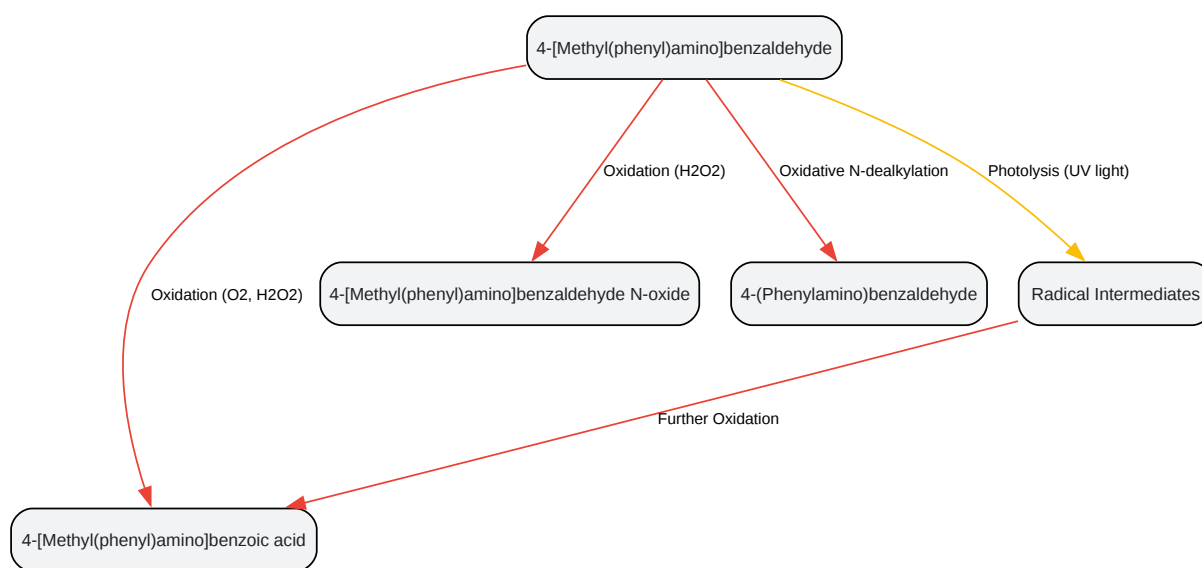 4-[Methyl(phenyl)amino]benzaldehyde
Oxidation (H2O2)
Oxidative N-dealkylation
Photolysis (UV light)
Oxidation (O2, H2O2)
4-[Methyl(phenyl)amino]benzaldehyde N-oxide
4-(Phenylamino)benzaldehyde
Radical Intermediates
Further Oxidation
4-[Methyl(phenyl)amino]benzoic acid